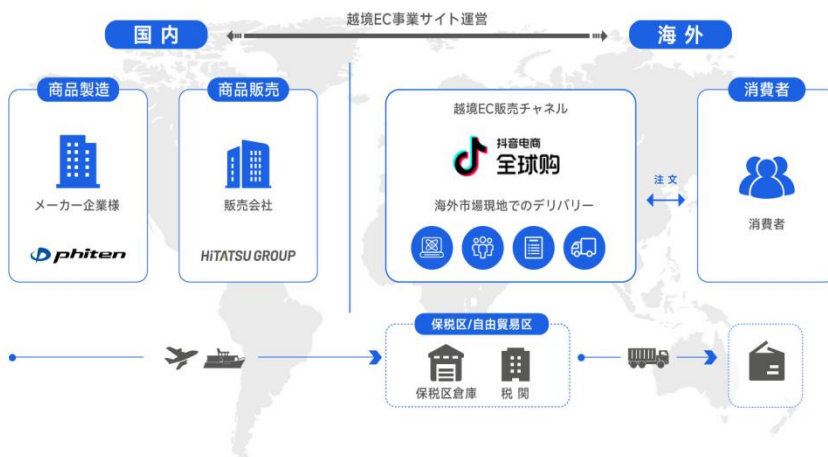 越境EC事業サイト運営
国内
海外
商品製造
メーカー企業様
phiten
商品販売
販売会社
HiTATSU GROUP
越境EC販売チャネル
抖音电商
全球购
海外市場現地でのデリバリー
注文
消費者
消費者
保税区/自由貿易区
保税区倉庫
税関